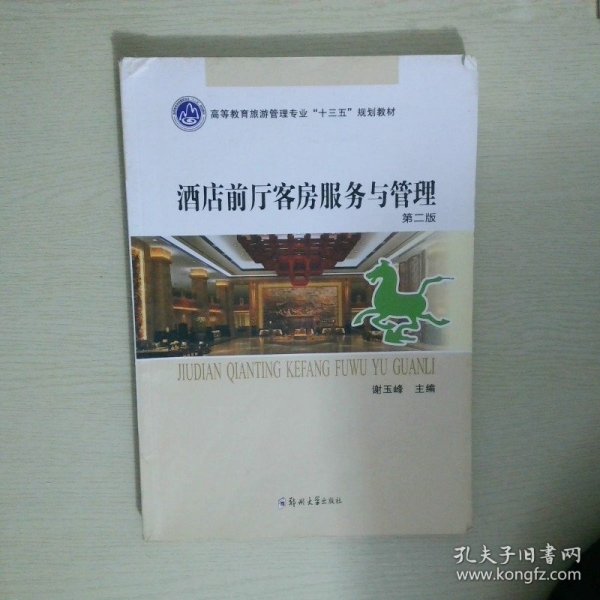 高等教育旅游管理专业“十三五”规划教材
酒店前厅客房服务与管理
第二版
JIUDIAN QIANTING KEFANG FUWU YU GUANLI
谢玉峰 主编
郑州大学出版社
孔夫子旧书网
www.kongfz.com